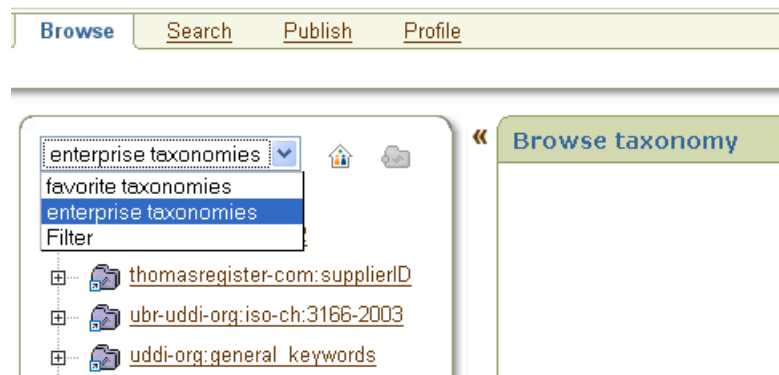 Browse Search Publish Profile
enterprise taxonomies
«
Browse taxonomy
favorite taxonomies
enterprise taxonomies
Filter
thomasregister-com:supplierID
ubr-uddi-org:iso-ch:3166-2003
uddi-org:general_keywords